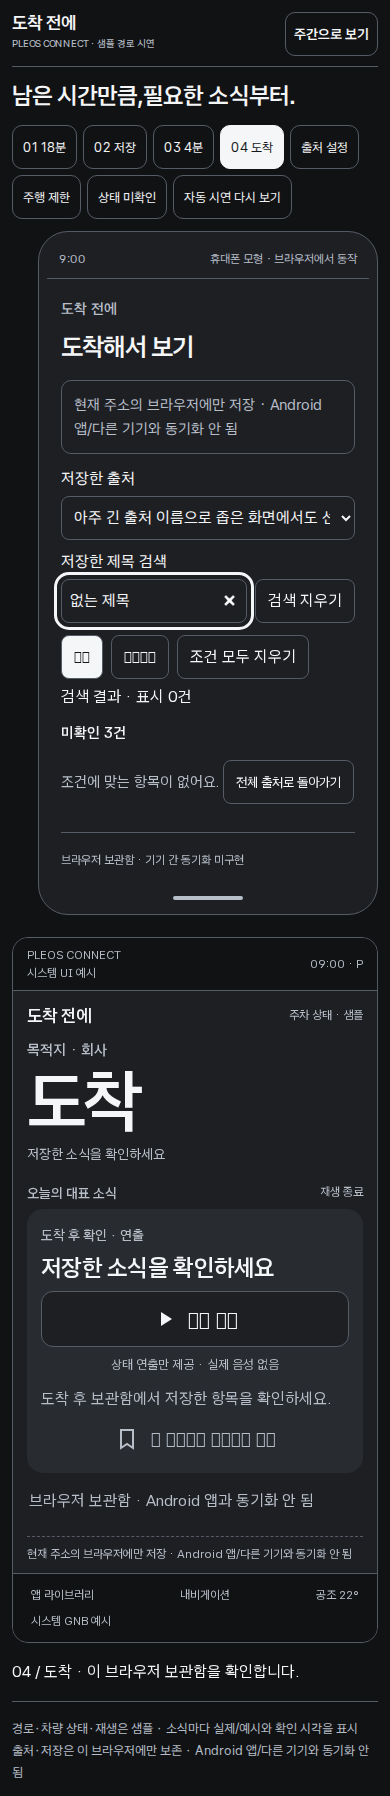 도착 전에
주간으로 보기
PLEOS CONNECT · 샘플 경로 시연
남은 시간만큼,필요한 소식부터.
01 18분
02 저장
03 4분
04 도착
출처 설정
주행 제한
상태 미확인
자동 시연 다시 보기
9:00
휴대폰 모형 · 브라우저에서 동작
도착 전에
도착해서 보기
현재 주소의 브라우저에만 저장 · Android
앱/다른 기기와 동기화 안 됨
저장한 출처
아주 긴 출처 이름으로 좁은 화면에서도
저장한 제목 검색
없는 제목
검색 지우기
조건 모두 지우기
검색 결과 · 표시 0건
미확인 3건
조건에 맞는 항목이 없어요.
전체 출처로 돌아가기
브라우저 보관함 · 기기 간 동기화 미구현
PLEOS CONNECT
시스템 UI 예시
09:00 · P
도착 전에
주차 상태 · 샘플
목적지 · 회사
도착
저장한 소식을 확인하세요
오늘의 대표 소식
재생 종료
도착 후 확인 · 연출
저장한 소식을 확인하세요
상태 연출만 제공 · 실제 음성 없음
도착 후 보관함에서 저장한 항목을 확인하세요.
브라우저 보관함 · Android 앱과 동기화 안 됨
현재 주소의 브라우저에만 저장 · Android 앱/다른 기기와 동기화 안 됨
앱 라이브러리
내비게이션
공조 22°
시스템 GNB 예시
04 / 도착 · 이 브라우저 보관함을 확인합니다.
경로·차량 상태·재생은 샘플 · 소식마다 실제/예시와 확인 시각을 표시
출처·저장은 이 브라우저에만 보존 · Android 앱/다른 기기와 동기화 안
됨